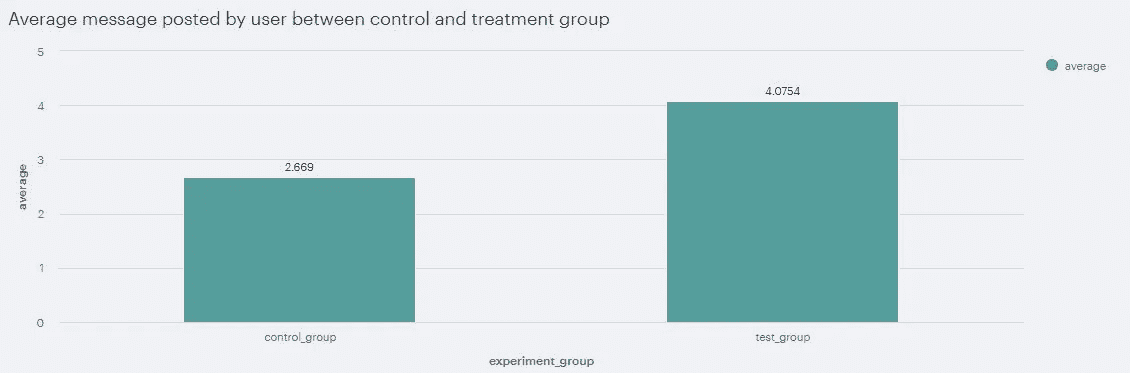 Average message posted by user between control and treatment group
5
average
4.0754
4
3
2.669
average
2
1
0
control_group
test_group
experiment_group